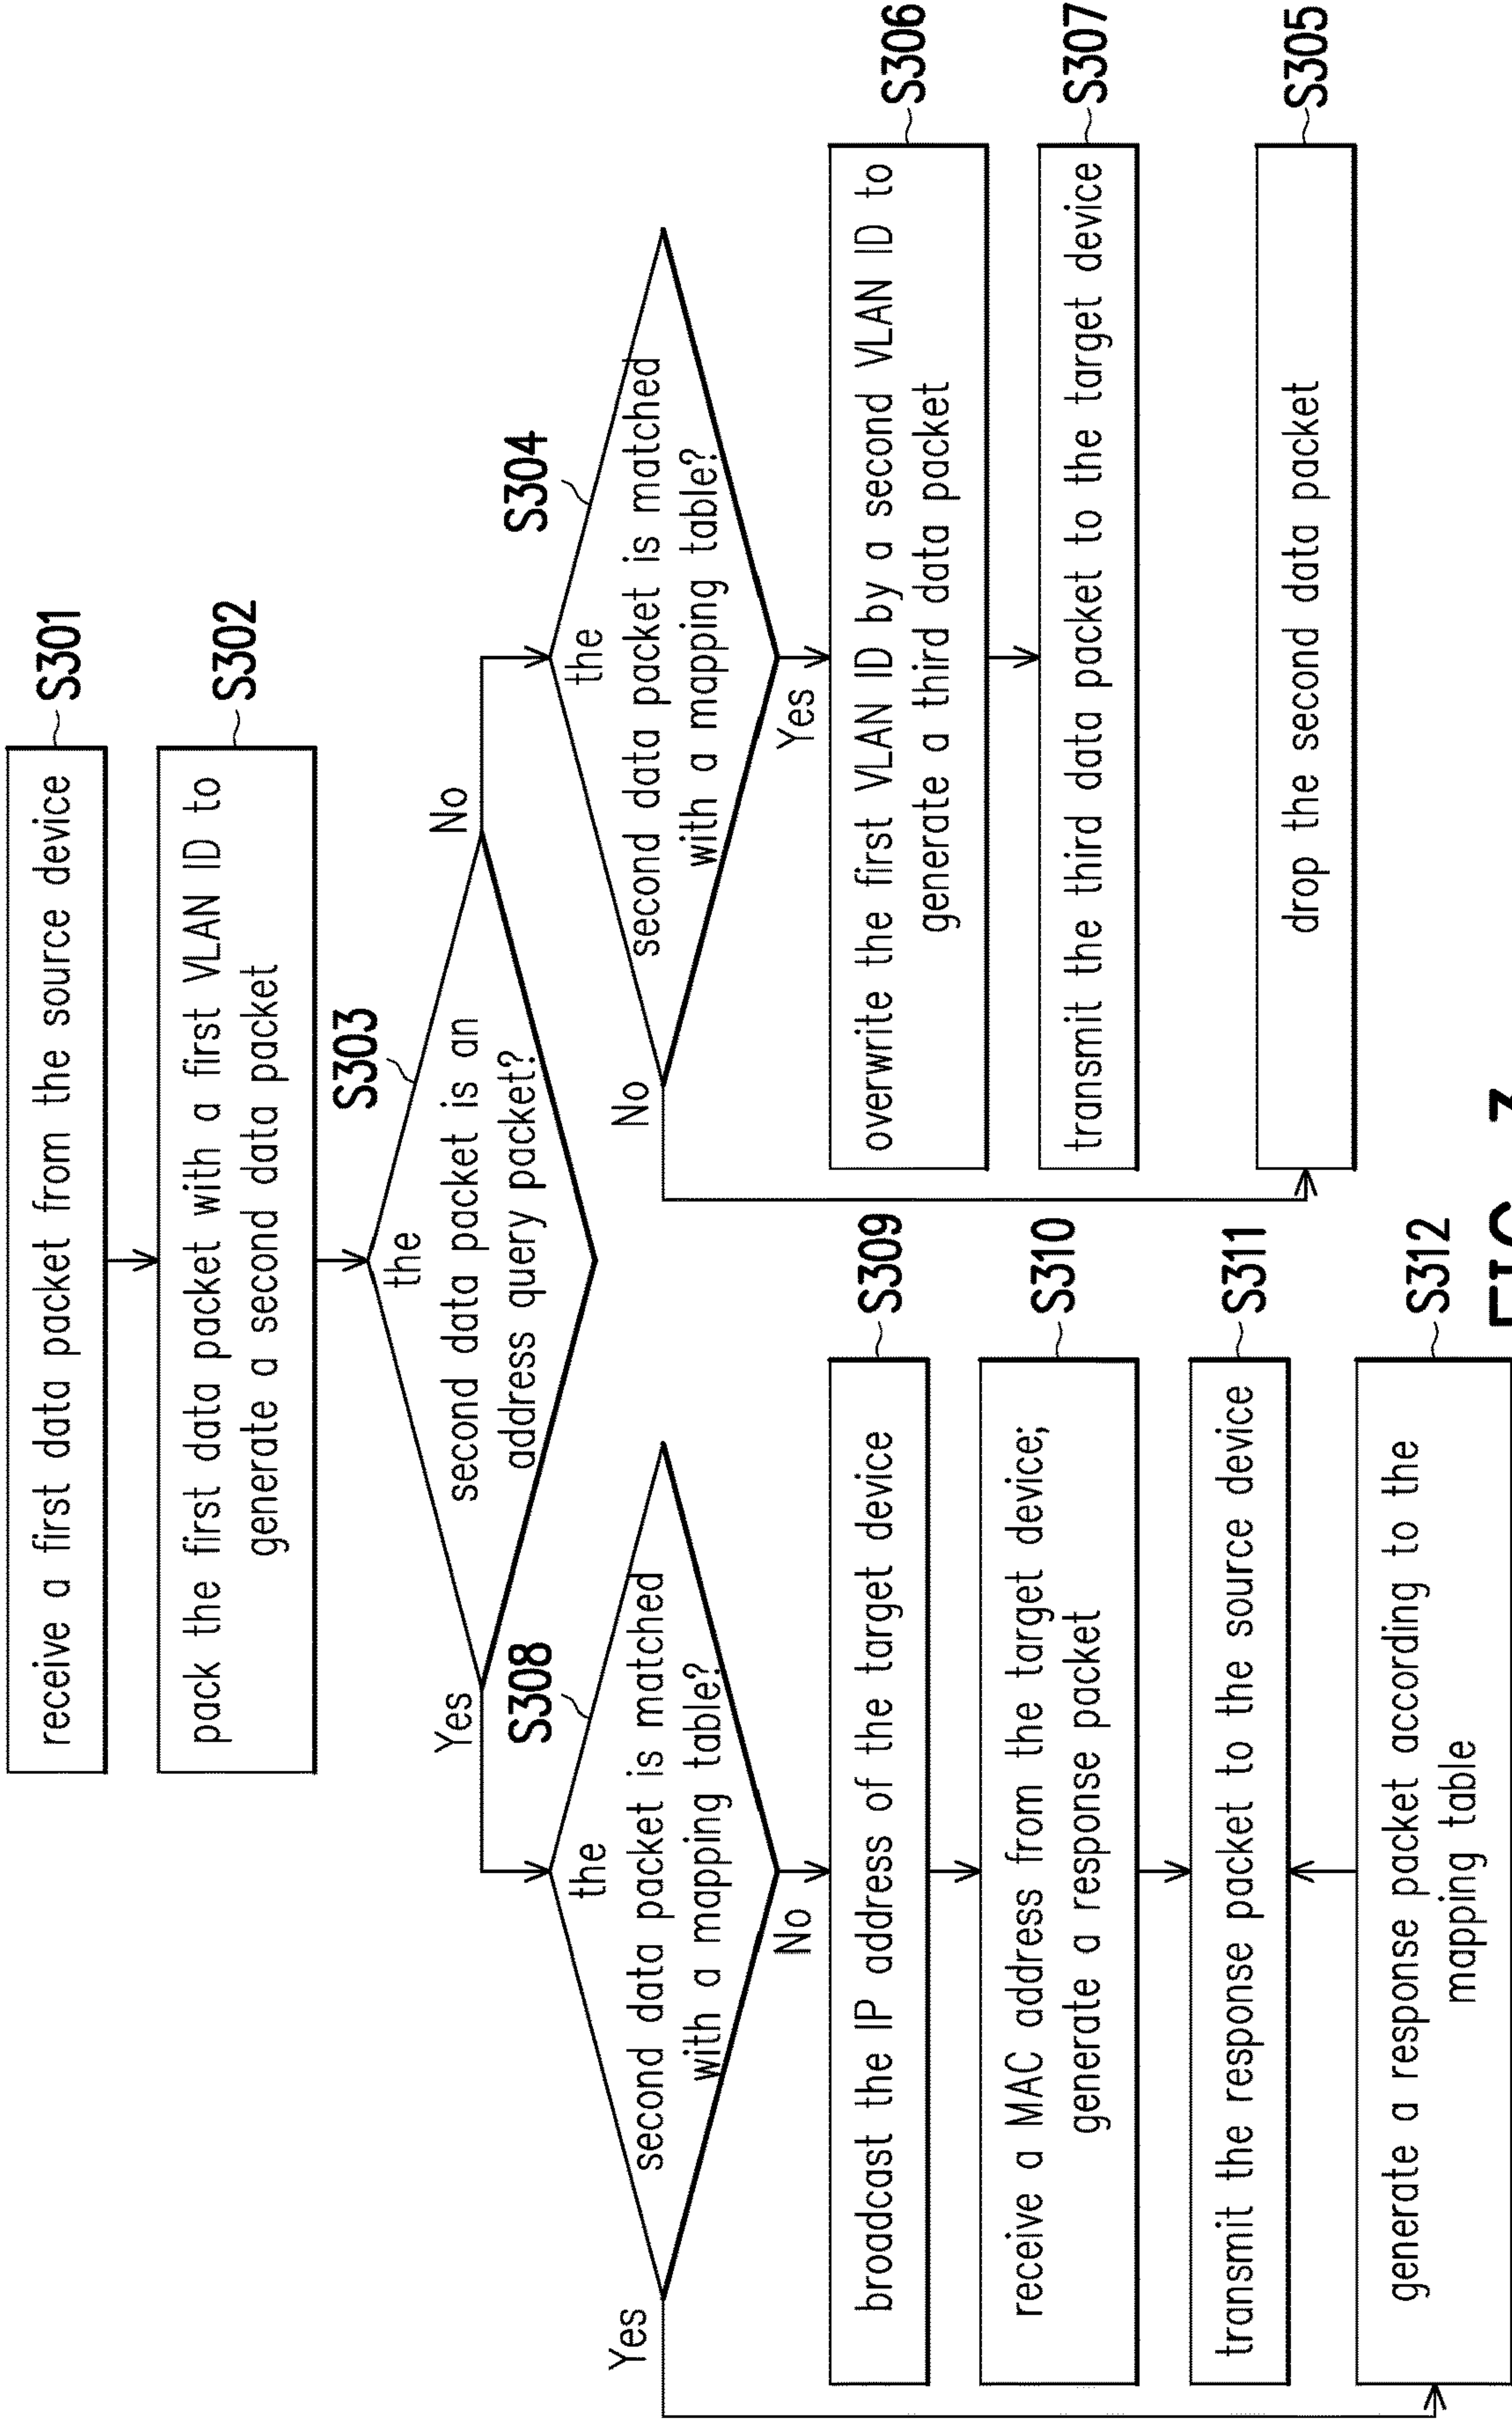 receive a first data packet from the source device
S301
pack the first data packet with a first VLAN ID to
generate a second data packet
S302
S303
the
second data packet is an
address query packet?
Yes
No
S308
the
second data packet is matched
with a mapping table?
Yes
No
broadcast the IP address of the target device
S309
receive a MAC address from the target device;
generate a response packet
S310
transmit the response packet to the source device
S311
generate a response packet according to the
mapping table
S312
S304
the
second data packet is matched
with a mapping table?
No
Yes
overwrite the first VLAN ID by a second VLAN ID to
generate a third data packet
S306
transmit the third data packet to the target device
S307
drop the second data packet
S305